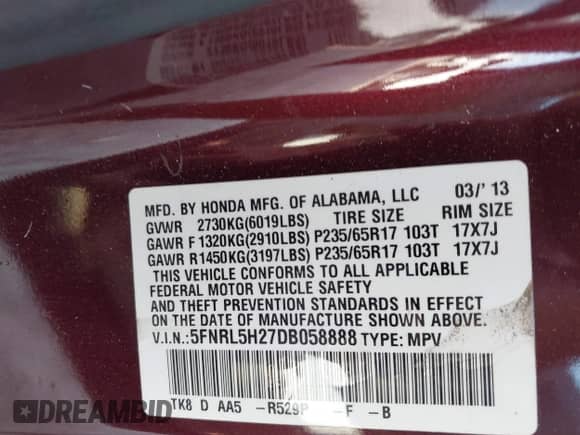 MFD. BY HONDA MFG. OF ALABAMA, LLC 03/'13
GVWR 2730KG(6019LBS) TIRE SIZE RIM SIZE
GAWR F 1320KG(2910LBS) P235/65R17 103T 17X7J
GAWR R1450KG(3197LBS) P235/65R17 103T 17X7J
THIS VEHICLE CONFORMS TO ALL APPLICABLE
FEDERAL MOTOR VEHICLE SAFETY
AND THEFT PREVENTION STANDARDS IN EFFECT
ON THE DATE OF MANUFACTURE SHOWN ABOVE.
V.I.N.:5FNRL5H27DB058888 TYPE: MPV
TK8 D AA5 -R529P -F -B
DREAMBID